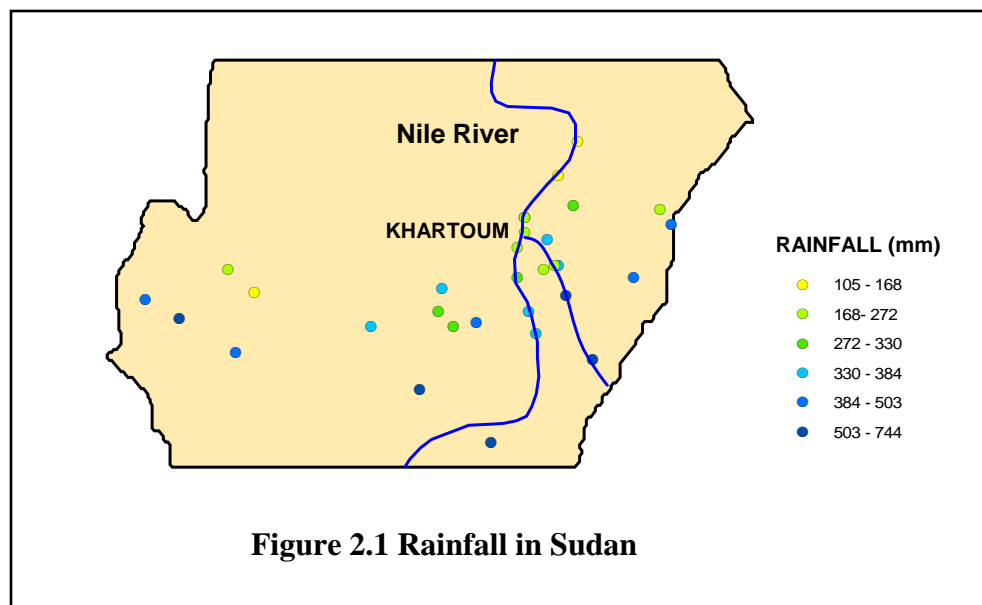 Nile River
KHARTOUM
RAINFALL (mm)
105 - 168
168- 272
272 - 330
330 - 384
384 - 503
503 - 744
Figure 2.1 Rainfall in Sudan